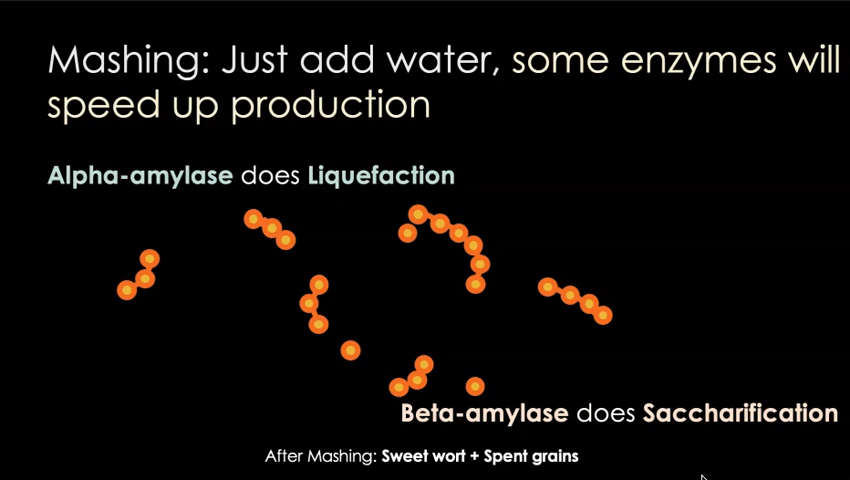 Mashing: Just add water, some enzymes will
speed up production
Alpha-amylase does Liquefaction
Beta-amylase does Saccharification
After Mashing: Sweet wort + Spent grains